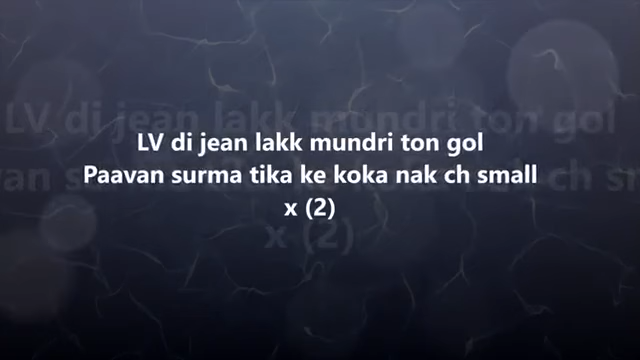 LV di jean lakk mundri ton gol
Paavan surma tika ke koka nak ch small
x (2)